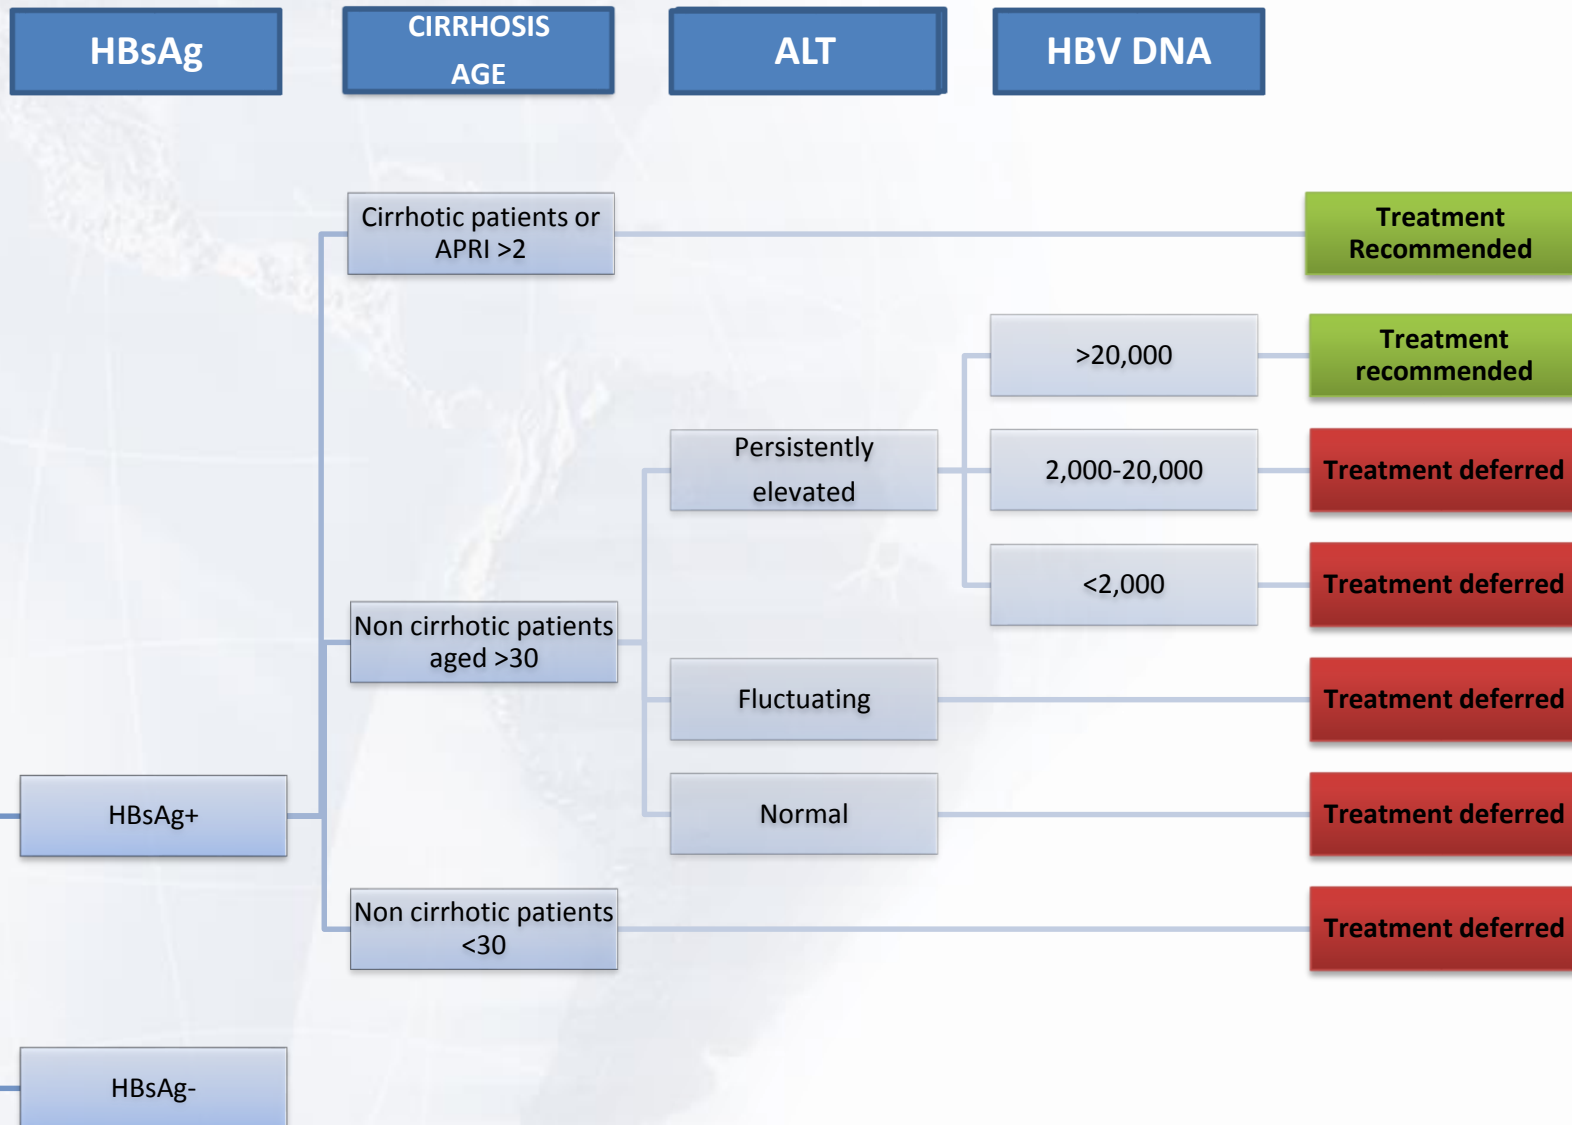 HBsAg
CIRRHOSIS
AGE
ALT
HBV DNA
Cirrhotic patients or
APRI >2
Treatment
Recommended
>20,000
Treatment
recommended
Persistently
elevated
2,000-20,000
Treatment deferred
<2,000
Treatment deferred
Non cirrhotic patients
aged >30
Fluctuating
Treatment deferred
HBsAg+
Normal
Treatment deferred
Non cirrhotic patients
<30
Treatment deferred
HBsAg-